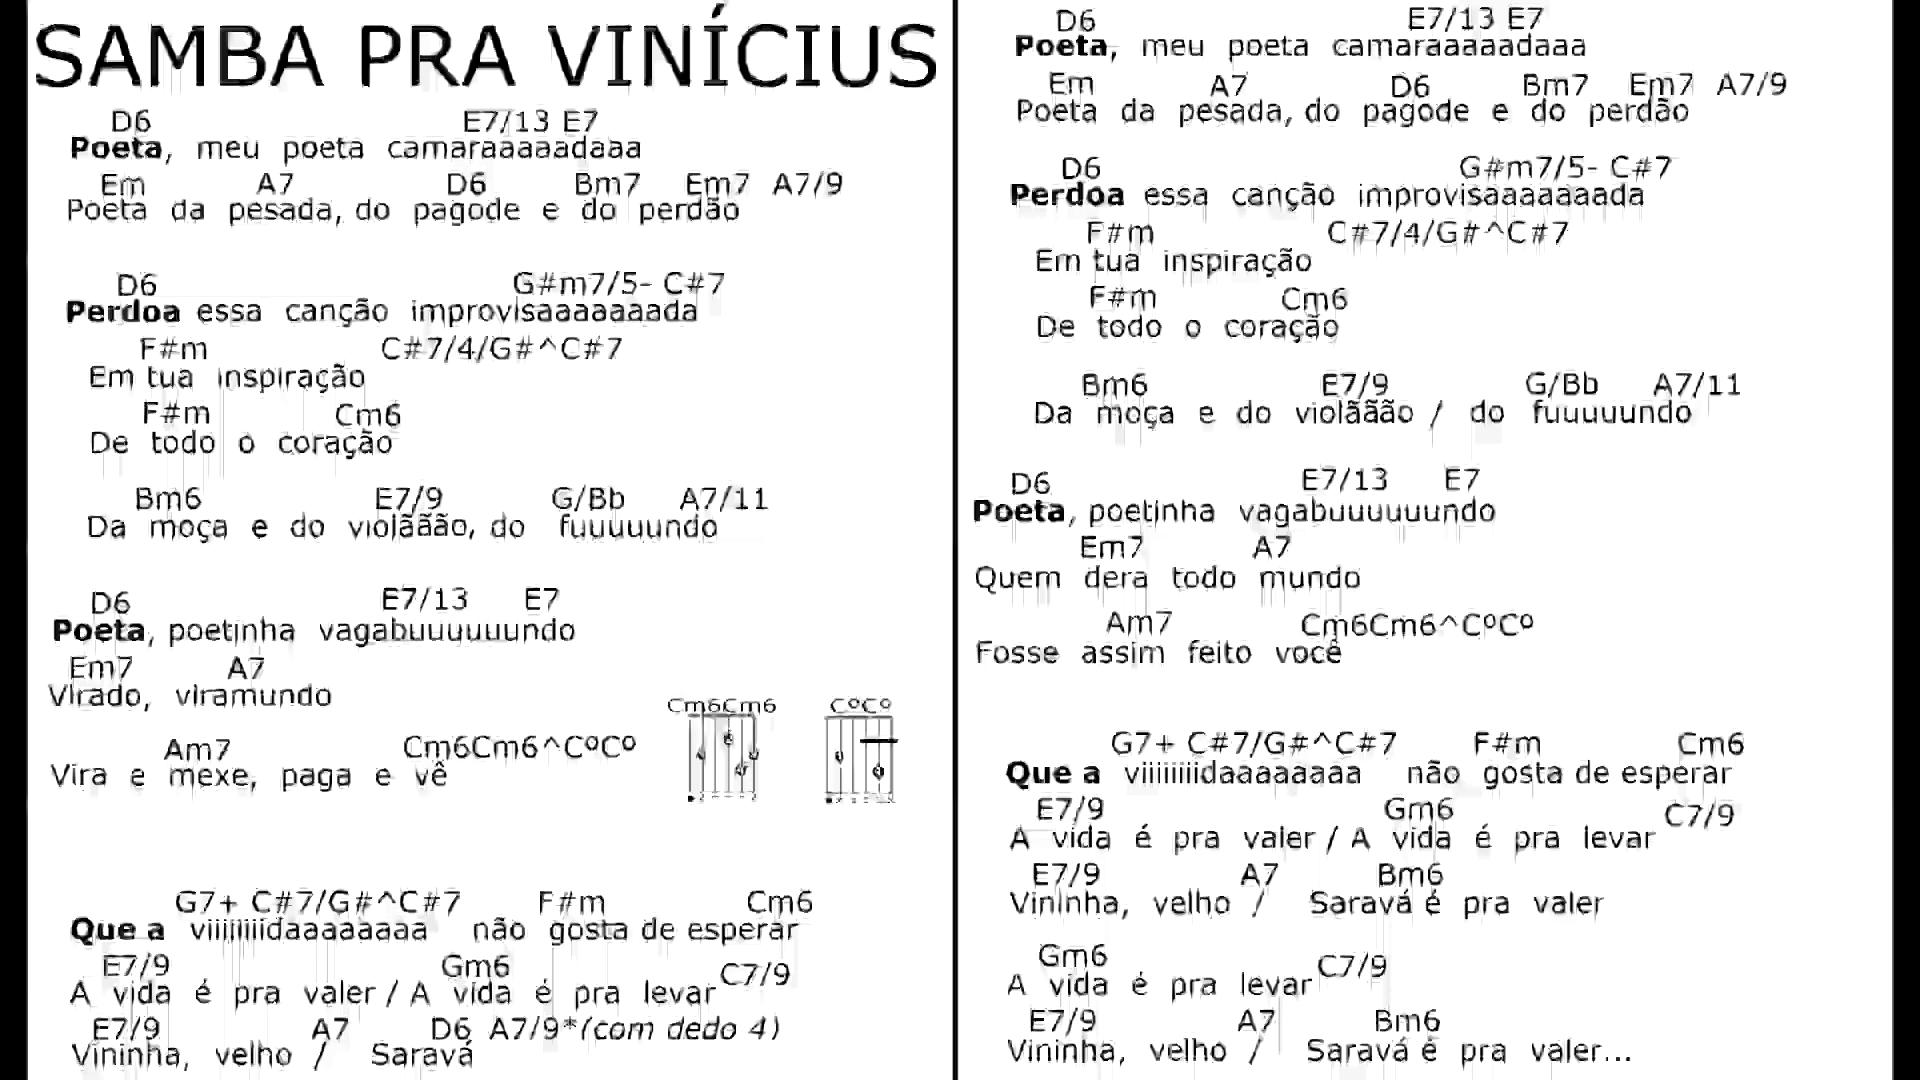 SAMBA PRA VINÍCIUS
D6 E7/13 E7
Poeta, meu poeta camaraaaaadaaa
Em A7 D6 Bm7 Em7 A7/9
Poeta da pesada, do pagode e do perdão
D6 G#m7/5- C#7
Perdoa essa canção improvisaaaaaaada
F#m C#7/4/G#^C#7
Em tua inspiração
F#m Cm6
De todo o coração
Bm6 E7/9 G/Bb A7/11
Da moça e do violããão, do fuuuuundo
D6 E7/13 E7
Poeta, poetinha vagabuuuuuundo
Em7 A7
Virado, viramundo
Am7 Cm6Cm6^CºCº
Vira e mexe, paga e vê
Cm6Cm6 CºCº
G7+ C#7/G#^C#7 F#m Cm6
Que a viiiiiiiidaaaaaaaa não gosta de esperar
E7/9 Gm6 C7/9
A vida é pra valer / A vida é pra levar
E7/9 A7 D6 A7/9*(com dedo 4)
Vininha, velho / Saravá
D6 E7/13 E7
Poeta, meu poeta camaraaaaadaaa
Em A7 D6 Bm7 Em7 A7/9
Poeta da pesada, do pagode e do perdão
D6 G#m7/5- C#7
Perdoa essa canção improvisaaaaaaada
F#m C#7/4/G#^C#7
Em tua inspiração
F#m Cm6
De todo o coração
Bm6 E7/9 G/Bb A7/11
Da moça e do violããão / do fuuuuundo
D6 E7/13 E7
Poeta, poetinha vagabuuuuuundo
Em7 A7
Quem dera todo mundo
Am7 Cm6Cm6^CºCº
Fosse assim feito você
G7+ C#7/G#^C#7 F#m Cm6
Que a viiiiiiiidaaaaaaaa não gosta de esperar
E7/9 Gm6 C7/9
A vida é pra valer / A vida é pra levar
E7/9 A7 Bm6
Vininha, velho / Saravá é pra valer
Gm6 C7/9
A vida é pra levar
E7/9 A7 Bm6
Vininha, velho / Saravá é pra valer...